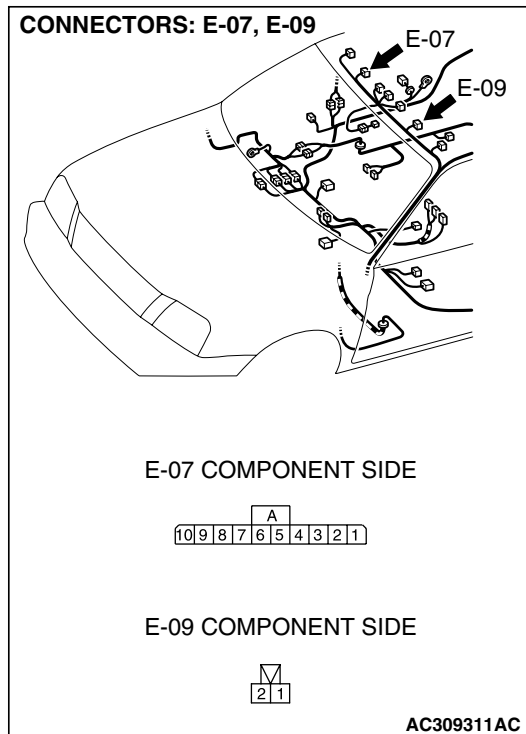 CONNECTORS: E-07, E-09
E-07
E-09
E-07 COMPONENT SIDE
A
10 9 8 7 6 5 4 3 2 1
E-09 COMPONENT SIDE
2 1
AC309311AC